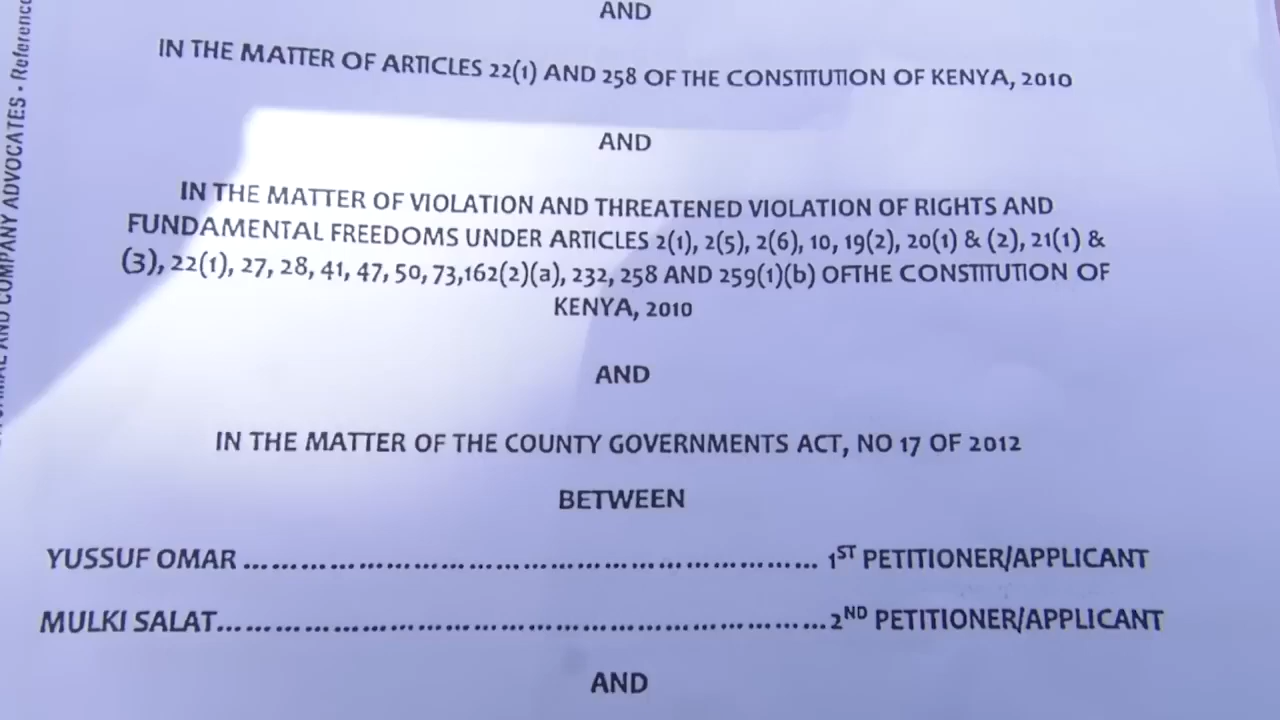 AND
IN THE MATTER OF ARTICLES 22(1) AND 258 OF THE CONSTITUTION OF KENYA, 2010
AND
IN THE MATTER OF VIOLATION AND THREATENED VIOLATION OF RIGHTS AND
FUNDAMENTAL FREEDOMS UNDER ARTICLES 2(1), 2(5), 2(6), 10, 19(2), 20(1) & (2), 21(1) &
(3), 22(1), 27, 28, 41, 47, 50, 73,162(2)(a), 232, 258 AND 259(1)(b) OFTHE CONSTITUTION OF
KENYA, 2010
AND
IN THE MATTER OF THE COUNTY GOVERNMENTS ACT, NO 17 OF 2012
BETWEEN
YUSSUF OMAR ........................................................................ 1ST PETITIONER/APPLICANT
MULKI SALAT........................................................................ 2ND PETITIONER/APPLICANT
AND
AND COMPANY ADVOCATES - Reference